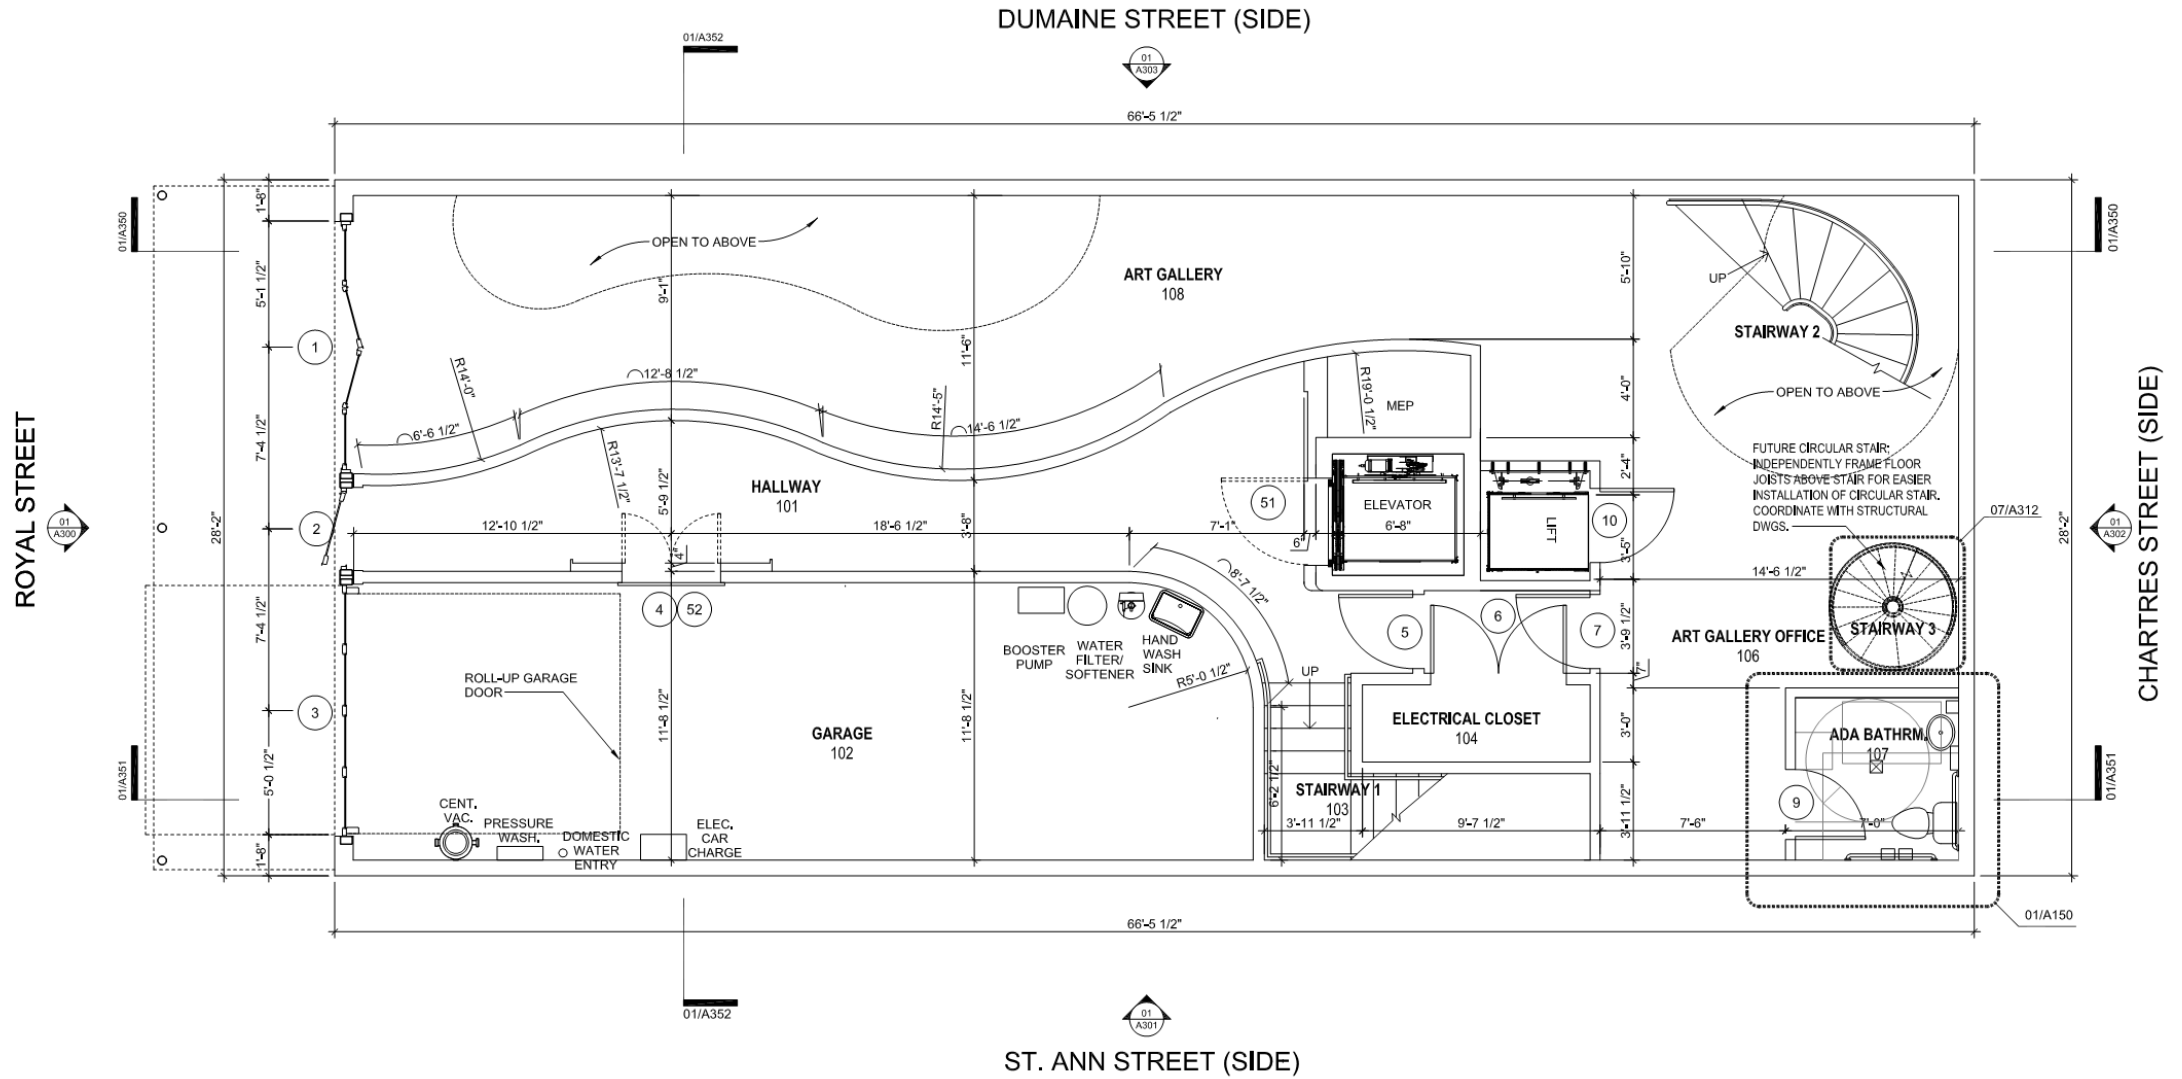 DUMAINE STREET (SIDE)
01/A352
01
A303
66'-5 1/2"
01/A350
1'-8"
01/A350
OPEN TO ABOVE
5'-10"
ART GALLERY
108
UP
5'-1 1/2"
9'-1"
STAIRWAY 2
1
11'-6"
R14'-0"
12'-8 1/2"
4'-0"
R19'-0 1/2"
MEP
OPEN TO ABOVE
R14'-5"
6'-6 1/2"
14'-6 1/2"
7'-4 1/2"
R13'-7 1/2"
FUTURE CIRCULAR STAIR;
INDEPENDENTLY FRAME FLOOR
JOISTS ABOVE STAIR FOR EASIER
INSTALLATION OF CIRCULAR STAIR.
COORDINATE WITH STRUCTURAL
DWGS.
2'-4"
HALLWAY
101
5'-9 1/2"
51
ELEVATOR
LIFT
10
07/A312
ROYAL STREET
01
A300
28'-2"
2
12'-10 1/2"
18'-6 1/2"
3'-8"
7'-1"
6"
6'-8"
3'-5"
28'-2"
01
A302
CHARTRES STREET (SIDE)
4"
8'-7 1/2"
14'-6 1/2"
4
52
7'-4 1/2"
5
6
7
3'-9 1/2"
STAIRWAY 3
ART GALLERY OFFICE
106
BOOSTER
PUMP
WATER
FILTER/
SOFTENER
HAND
WASH
SINK
R5'-0 1/2"
UP
7"
ROLL-UP GARAGE
DOOR
3
11'-8 1/2"
11'-8 1/2"
GARAGE
102
ELECTRICAL CLOSET
104
3'-0"
ADA BATHRM.
107
01/A351
5'-0 1/2"
6'-2 1/2"
STAIRWAY 1
103
9
01/A351
CENT.
VAC.
PRESSURE
WASH.
DOMESTIC
WATER
ENTRY
ELEC.
CAR
CHARGE
3'-11 1/2"
9'-7 1/2"
3'-11 1/2"
7'-6"
7'-0"
1'-8"
66'-5 1/2"
01/A150
01/A352
01
A301
ST. ANN STREET (SIDE)